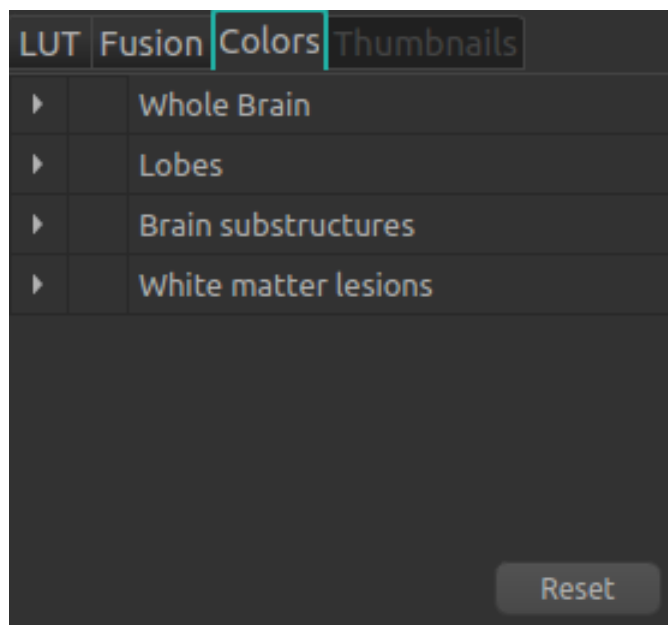 LUT Fusion Colors Thumbnails
Whole Brain
Lobes
Brain substructures
White matter lesions
Reset